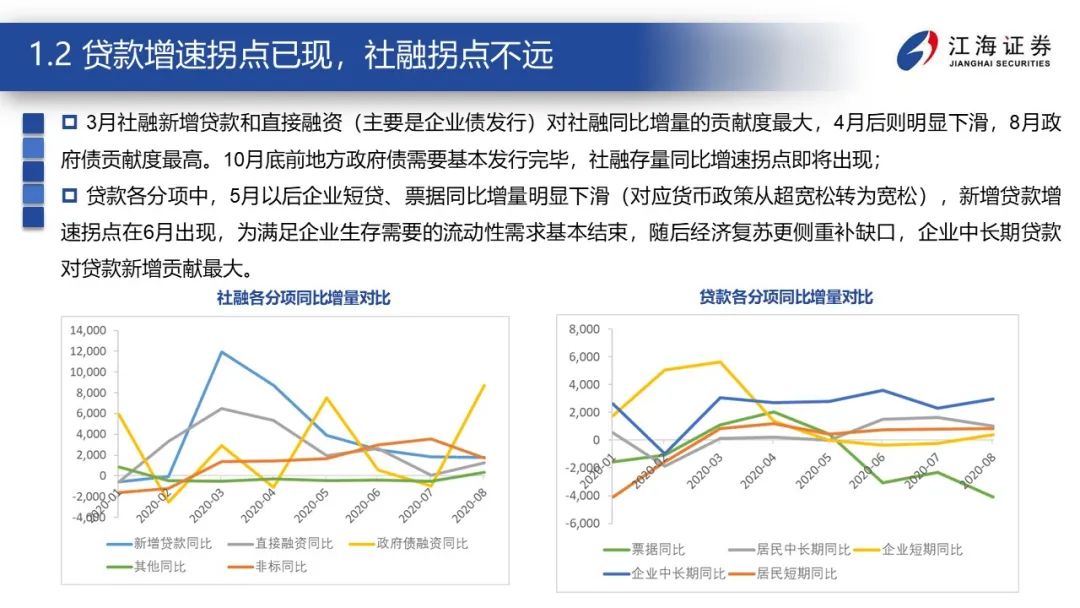 1.2 贷款增速拐点已现，社融拐点不远
江海证券
JIANGHAI SECURITIES
3月社融新增贷款和直接融资（主要是企业债发行）对社融同比增量的贡献度最大，4月后则明显下滑，8月政
府债贡献度最高。10月底前地方政府债需要基本发行完毕，社融存量同比增速拐点即将出现；
贷款各分项中，5月以后企业短贷、票据同比增量明显下滑（对应货币政策从超宽松转为宽松），新增贷款增
速拐点在6月出现，为满足企业生存需要的流动性需求基本结束，随后经济复苏更侧重补缺口，企业中长期贷款
对贷款新增贡献最大。
社融各分项同比增量对比
14,000
12,000
10,000
8,000
6,000
4,000
2,000
0
-2,000
-4,000
2020-01
2020-02
2020-03
2020-04
2020-05
2020-06
2020-07
2020-08
新增贷款同比
直接融资同比
政府债融资同比
其他同比
非标同比
贷款各分项同比增量对比
8,000
6,000
4,000
2,000
0
-2,000
-4,000
-6,000
2020-01
2020-02
2020-03
2020-04
2020-05
2020-06
2020-07
2020-08
票据同比
居民中长期同比
企业短期同比
企业中长期同比
居民短期同比